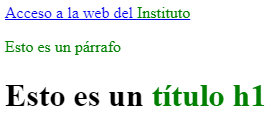 Acceso a la web del Instituto
Esto es un párrafo
Esto es un título h1